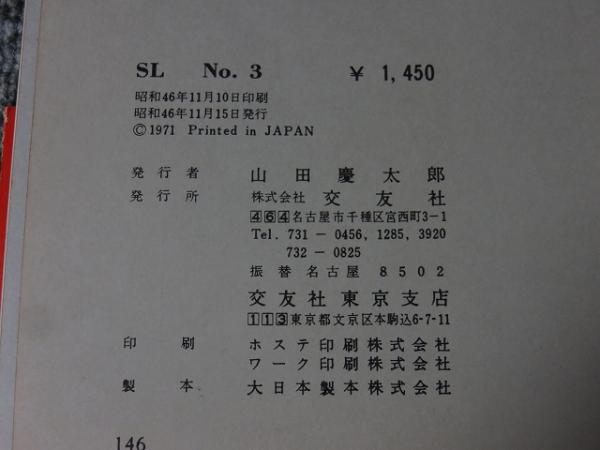 SL No. 3 ¥ 1,450
昭和46年11月10日印刷
昭和46年11月15日発行
©1971 Printed in JAPAN
発行者 山田慶太郎
発行所 株式会社 交友社
464名古屋市千種区宮西町3-1
Tel. 731 - 0456, 1285, 3920
732 - 0825
振替 名古屋 8502
交友社東京支店
113東京都文京区本駒込6-7-11
印刷 ホステ印刷株式会社
ワーク印刷株式会社
製本 大日本製本株式会社
146